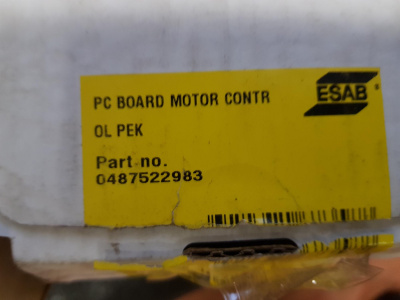 PC BOARD MOTOR CONTR
ESAB
OL PEK
Part no.
0487522983